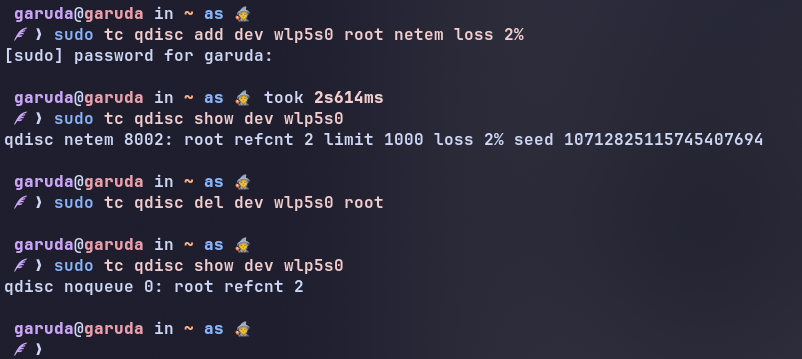 garuda@garuda in ~ as 🧙
❯ sudo tc qdisc add dev wlp5s0 root netem loss 2%
[sudo] password for garuda:
garuda@garuda in ~ as 🧙 took 2s614ms
❯ sudo tc qdisc show dev wlp5s0
qdisc netem 8002: root refcnt 2 limit 1000 loss 2% seed 10712825115745407694
garuda@garuda in ~ as 🧙
❯ sudo tc qdisc del dev wlp5s0 root
garuda@garuda in ~ as 🧙
❯ sudo tc qdisc show dev wlp5s0
qdisc noqueue 0: root refcnt 2
garuda@garuda in ~ as 🧙
❯